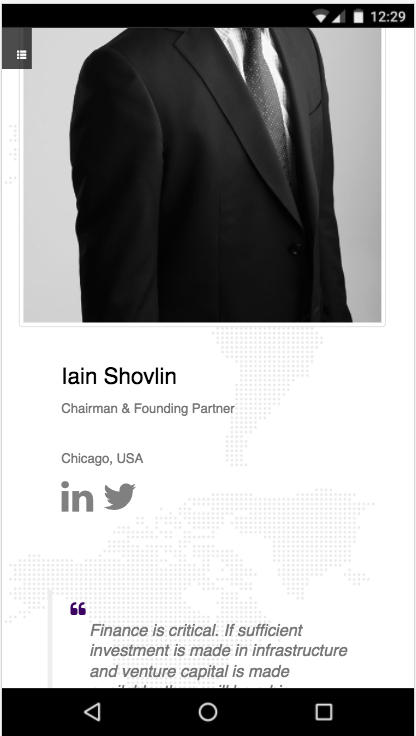 12:29
Iain Shovlin
Chairman & Founding Partner
Chicago, USA
in
❝
Finance is critical. If sufficient
investment is made in infrastructure
and venture capital is made